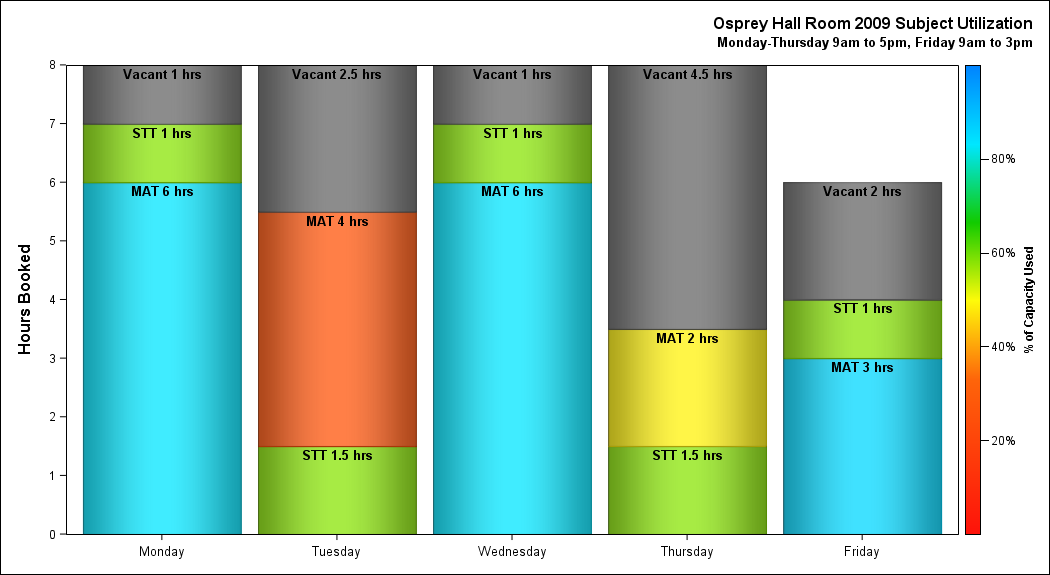 Osprey Hall Room 2009 Subject Utilization
Monday-Thursday 9am to 5pm, Friday 9am to 3pm
Hours Booked
8
7
6
5
4
3
2
1
0
Vacant 1 hrs
STT 1 hrs
MAT 6 hrs
Vacant 2.5 hrs
MAT 4 hrs
STT 1.5 hrs
Vacant 1 hrs
STT 1 hrs
MAT 6 hrs
Vacant 4.5 hrs
MAT 2 hrs
STT 1.5 hrs
Vacant 2 hrs
STT 1 hrs
MAT 3 hrs
Monday
Tuesday
Wednesday
Thursday
Friday
80%
60%
40%
20%
% of Capacity Used